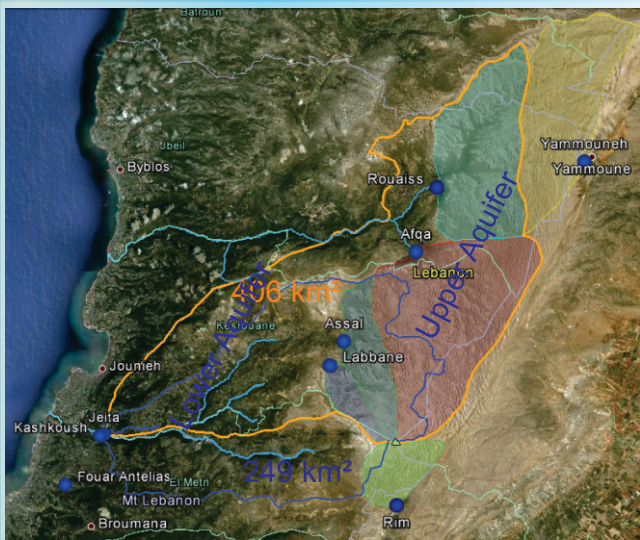 Batroun
Jbeil
Byblos
Yammouneh
Yammoune
Rouaiss
Afqa
Lebanon
Upper Aquifer
Lower Aquifer
406 km²
Kesrouane
Assal
Labbane
Jounieh
Jeita
Kashkoush
Fouar Antelias
El Metn
249 km²
Mt Lebanon
Broumana
Rim